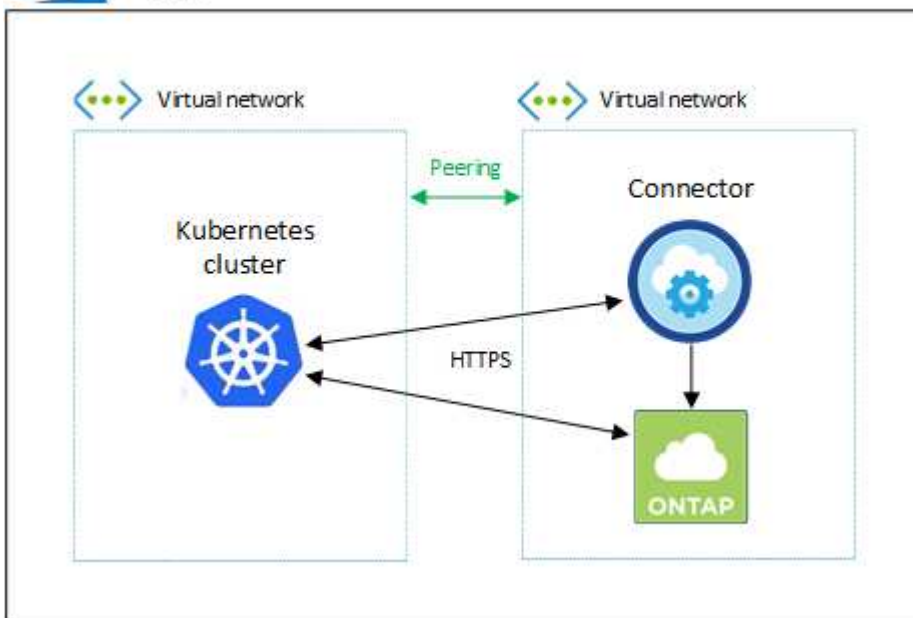 Virtual network
Virtual network
Peering
Connector
Kubernetes
cluster
HTTPS
ONTAP